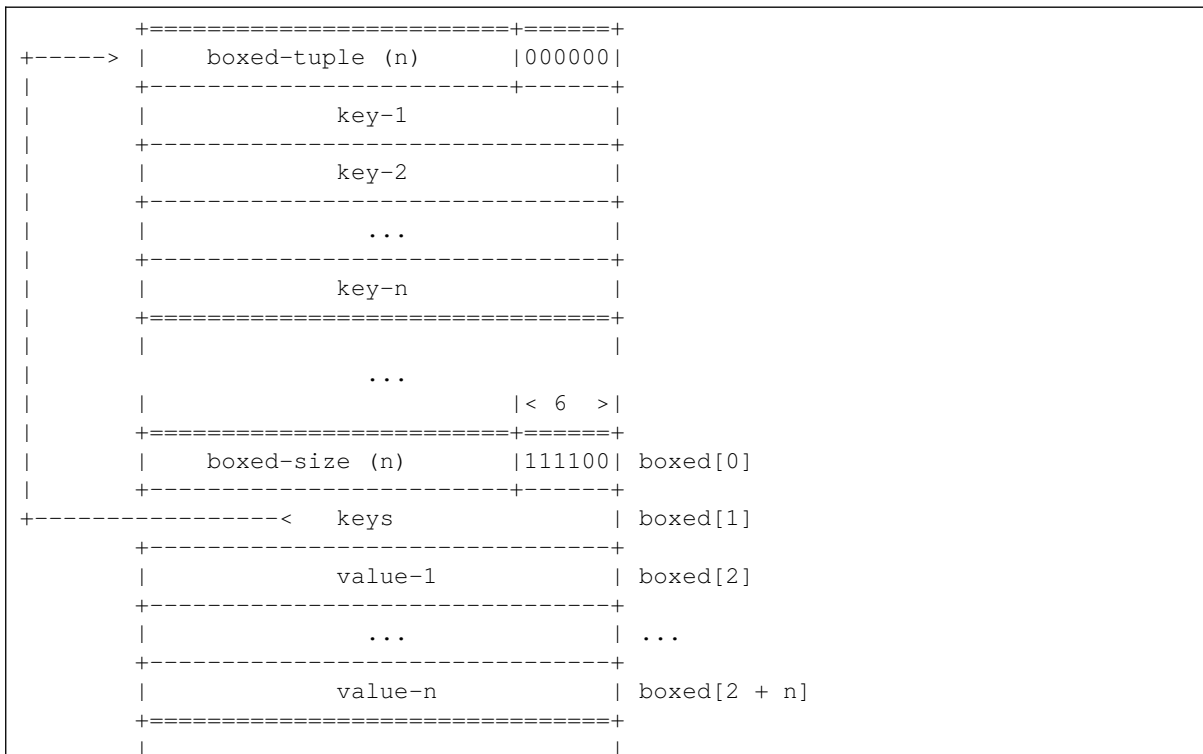 +=========================+======+
+-----> |    boxed-tuple (n)      |000000|
|       +-------------------------+------+
|       |             key-1              |
|       +--------------------------------+
|       |             key-2              |
|       +--------------------------------+
|       |               ...              |
|       +--------------------------------+
|       |             key-n              |
|       +================================+
|       |                                |
|                       ...
|       |                         |< 6  >|
|       +=========================+======+
|       |    boxed-size (n)       |111100| boxed[0]
|       +-------------------------+------+
+-----------------<   keys               | boxed[1]
        +--------------------------------+
        |             value-1            | boxed[2]
        +--------------------------------+
        |               ...              | ...
        +--------------------------------+
        |             value-n            | boxed[2 + n]
        +================================+
        |                                |